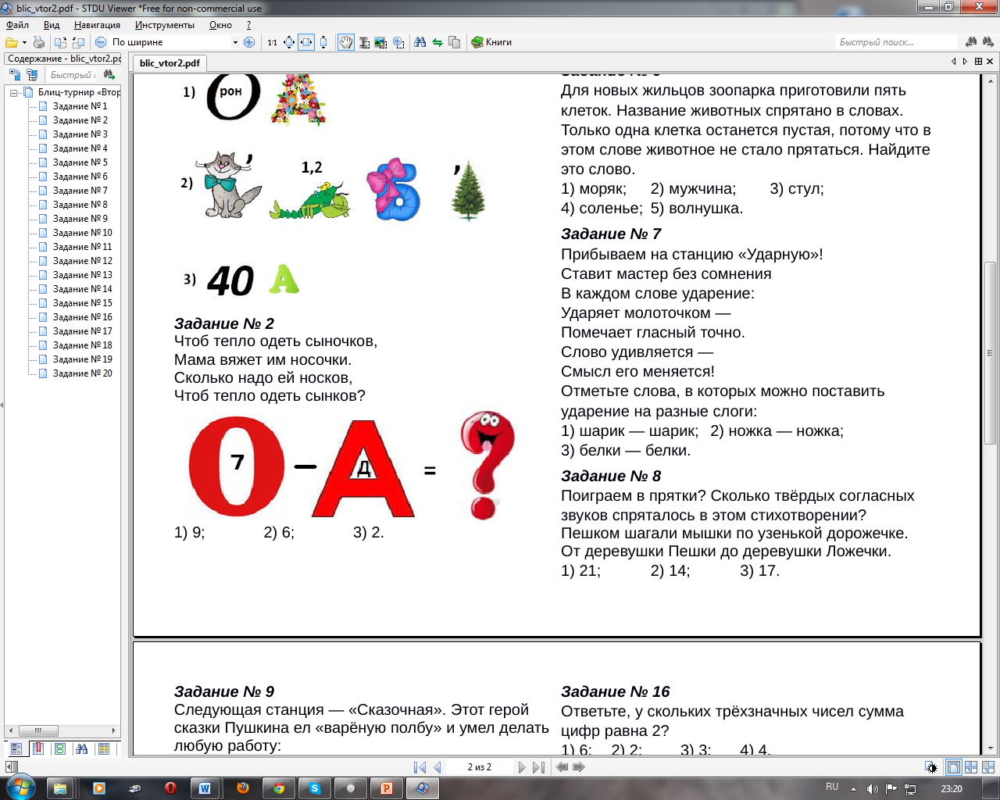 blic_vtor2.pdf - STDU Viewer *Free for non-commercial use
Файл Вид Навигация Инструменты Окно ?
По ширине
1:1
Книги
Быстрый поиск...
Содержание - blic_vtor2.pd
blic_vtor2.pdf
Быстрый п
Блиц-турнир «Втор
Задание № 1
Задание № 2
Задание № 3
Задание № 4
Задание № 5
Задание № 6
Задание № 7
Задание № 8
Задание № 9
Задание № 10
Задание № 11
Задание № 12
Задание № 13
Задание № 14
Задание № 15
Задание № 16
Задание № 17
Задание № 18
Задание № 19
Задание № 20
1) О рон А
2) , 1,2 Б ,
3) 40 А
Задание № 2
Чтоб тепло одеть сыночков,
Мама вяжет им носочки.
Сколько надо ей носков,
Чтоб тепло одеть сынков?
О 7 — А Д = ?
1) 9; 2) 6; 3) 2.
Для новых жильцов зоопарка приготовили пять
клеток. Название животных спрятано в словах.
Только одна клетка останется пустая, потому что в
этом слове животное не стало прятаться. Найдите
это слово.
1) моряк; 2) мужчина; 3) стул;
4) соленье; 5) волнушка.
Задание № 7
Прибываем на станцию «Ударную»!
Ставит мастер без сомнения
В каждом слове ударение:
Ударяет молоточком —
Помечает гласный точно.
Слово удивляется —
Смысл его меняется!
Отметьте слова, в которых можно поставить
ударение на разные слоги:
1) шарик — шарик; 2) ножка — ножка;
3) белки — белки.
Задание № 8
Поиграем в прятки? Сколько твёрдых согласных
звуков спряталось в этом стихотворении?
Пешком шагали мышки по узенькой дорожечке.
От деревушки Пешки до деревушки Ложечки.
1) 21; 2) 14; 3) 17.
Задание № 9
Следующая станция — «Сказочная». Этот герой
сказки Пушкина ел «варёную полбу» и умел делать
любую работу:
Задание № 16
Ответьте, у скольких трёхзначных чисел сумма
цифр равна 2?
1) 6; 2) 2; 3) 3; 4) 4.
2 из 2
RU
23:20